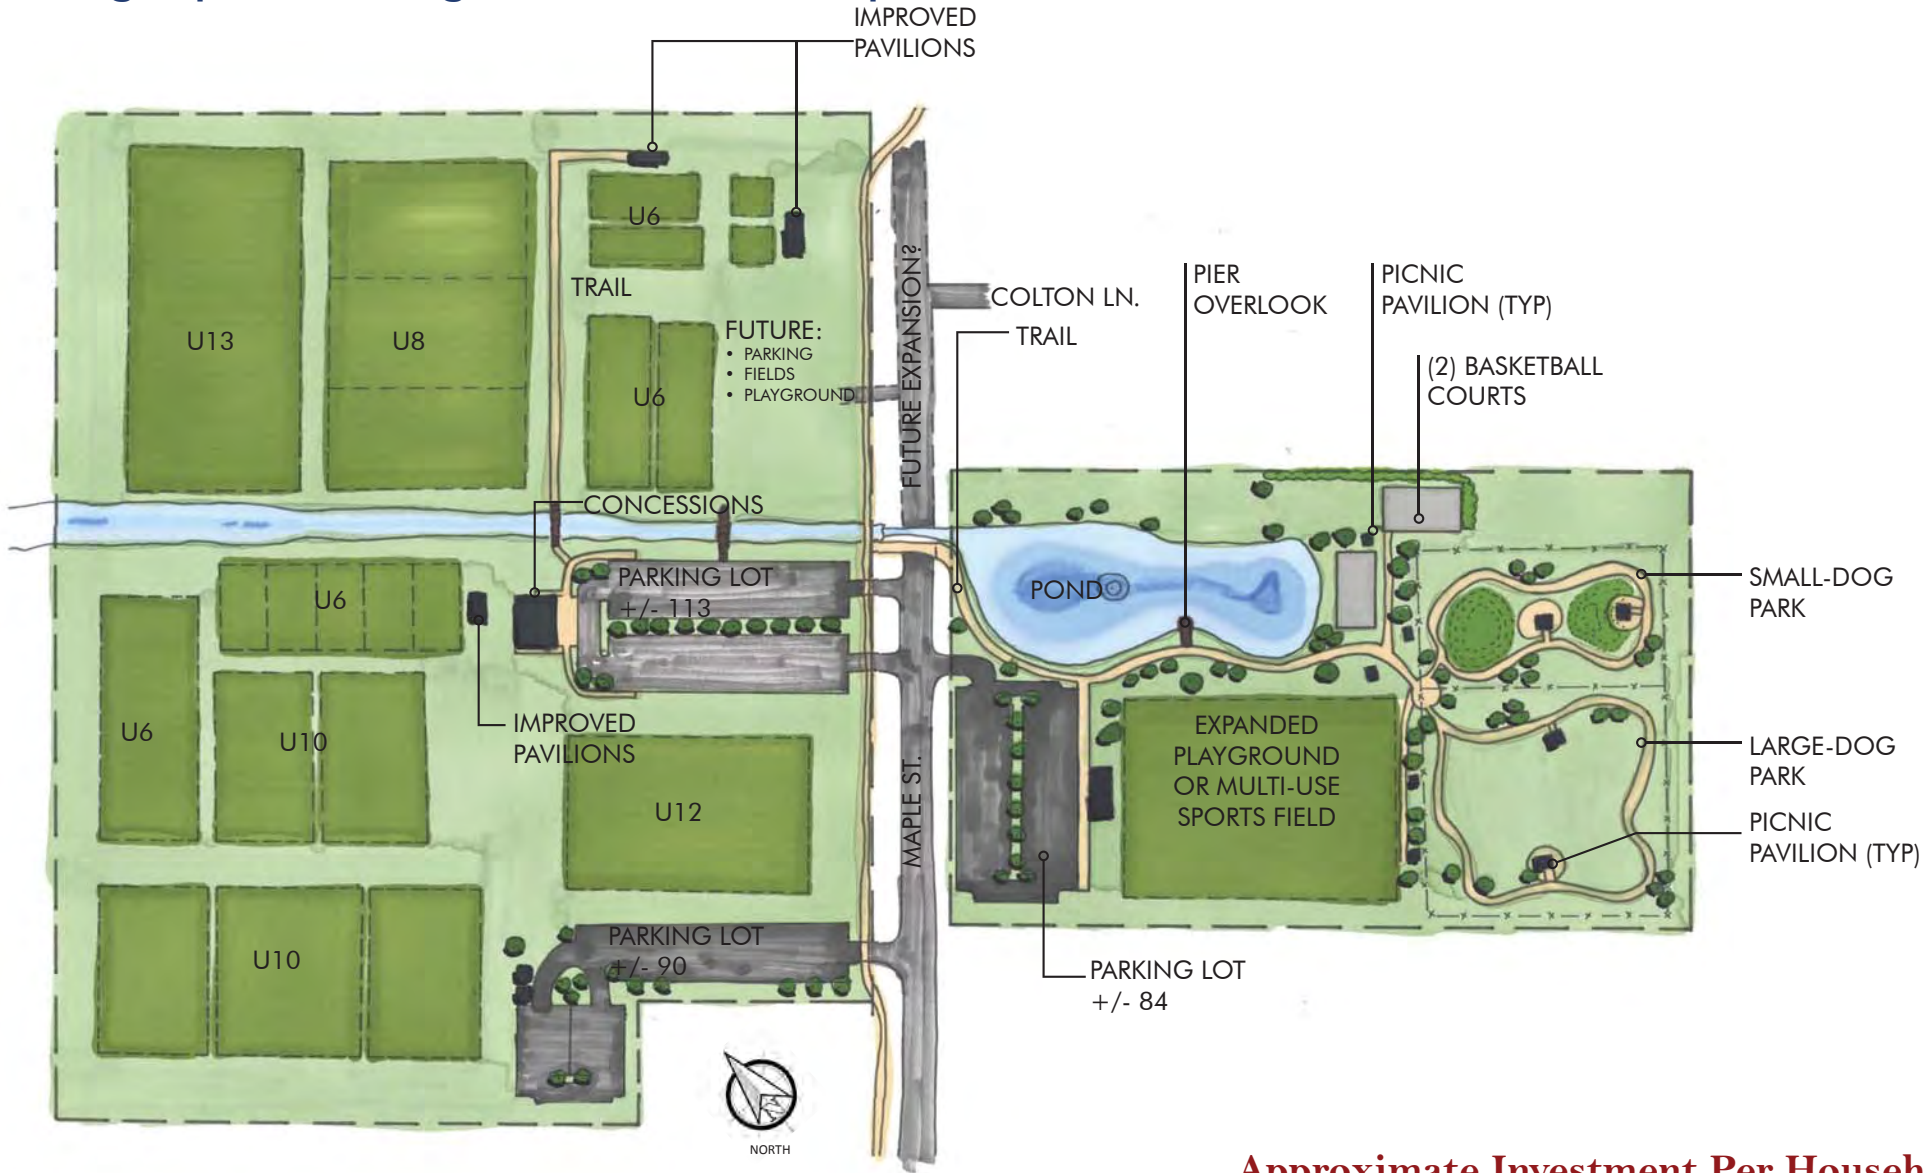 IMPROVED
PAVILIONS
U13
U8
U6
TRAIL
U6
FUTURE:
• PARKING
• FIELDS
• PLAYGROUND
FUTURE EXPANSION?
COLTON LN.
TRAIL
PIER
OVERLOOK
PICNIC
PAVILION (TYP)
(2) BASKETBALL
COURTS
CONCESSIONS
PARKING LOT
+/- 113
U6
POND
SMALL-DOG
PARK
U6
U10
IMPROVED
PAVILIONS
U12
MAPLE ST.
EXPANDED
PLAYGROUND
OR MULTI-USE
SPORTS FIELD
LARGE-DOG
PARK
PICNIC
PAVILION (TYP)
U10
PARKING LOT
+/- 90
PARKING LOT
+/- 84
NORTH
Approximate Investment Per